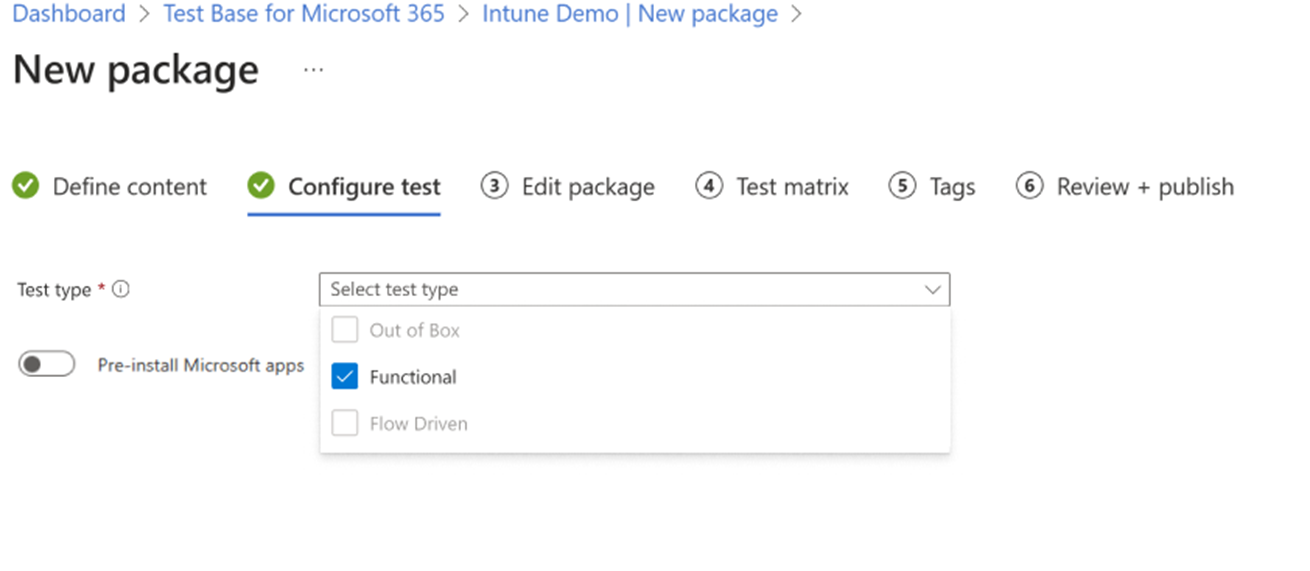 Dashboard > Test Base for Microsoft 365 > Intune Demo | New package >
New package ...
Define content Configure test 3 Edit package 4 Test matrix 5 Tags 6 Review + publish
Test type * Select test type
Out of Box
Pre-install Microsoft apps
Functional
Flow Driven